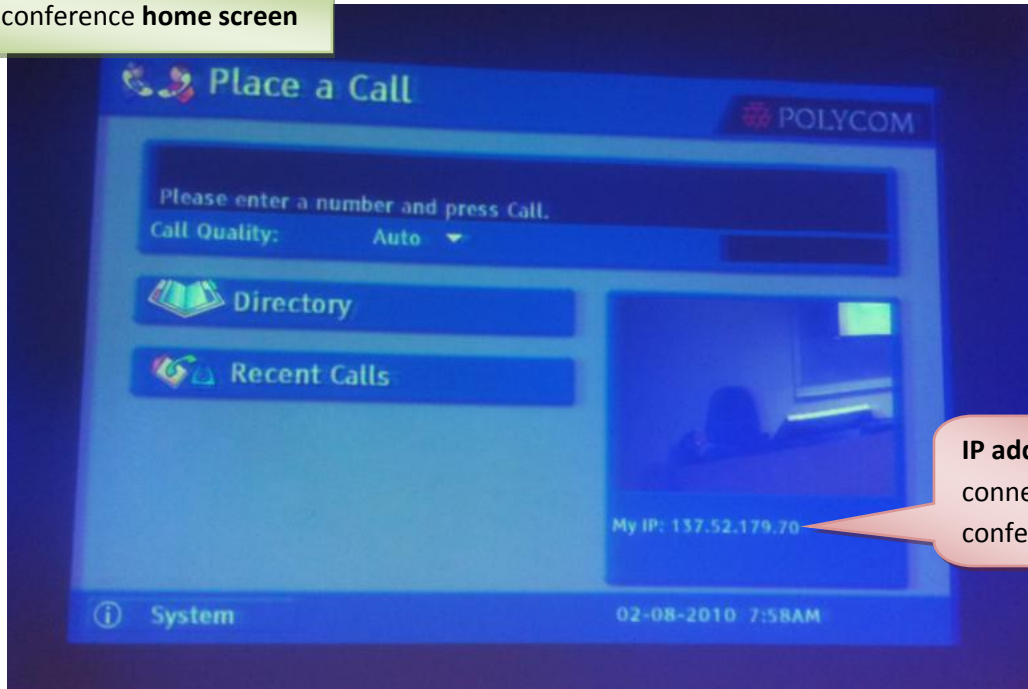 conference home screen
Place a Call
POLYCOM
Please enter a number and press Call.
Call Quality: Auto
Directory
Recent Calls
IP add
conne
confe
My IP: 137.52.179.70
System 02-08-2010 7:58AM